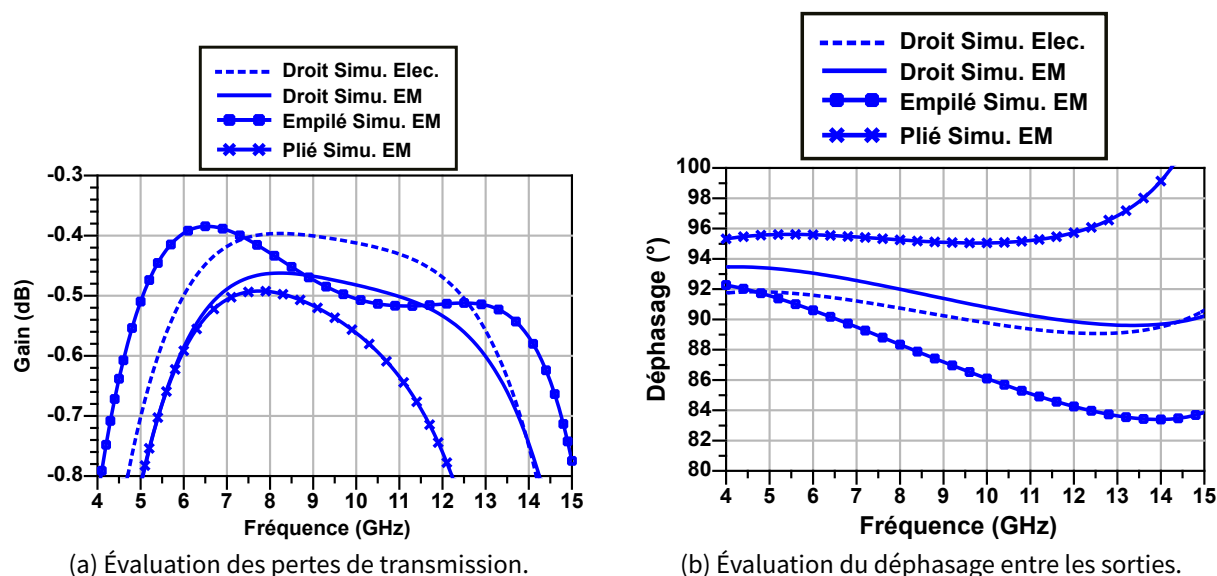 Droit Simu. Elec.
Droit Simu. EM
Empilé Simu. EM
Plié Simu. EM
-0.3
-0.4
-0.5
-0.6
-0.7
-0.8
Gain (dB)
4 5 6 7 8 9 10 11 12 13 14 15
Fréquence (GHz)
(a) Évaluation des pertes de transmission.
Droit Simu. Elec.
Droit Simu. EM
Empilé Simu. EM
Plié Simu. EM
100
98
96
94
92
90
88
86
84
82
80
Déphasage (°)
4 5 6 7 8 9 10 11 12 13 14 15
Fréquence (GHz)
(b) Évaluation du déphasage entre les sorties.